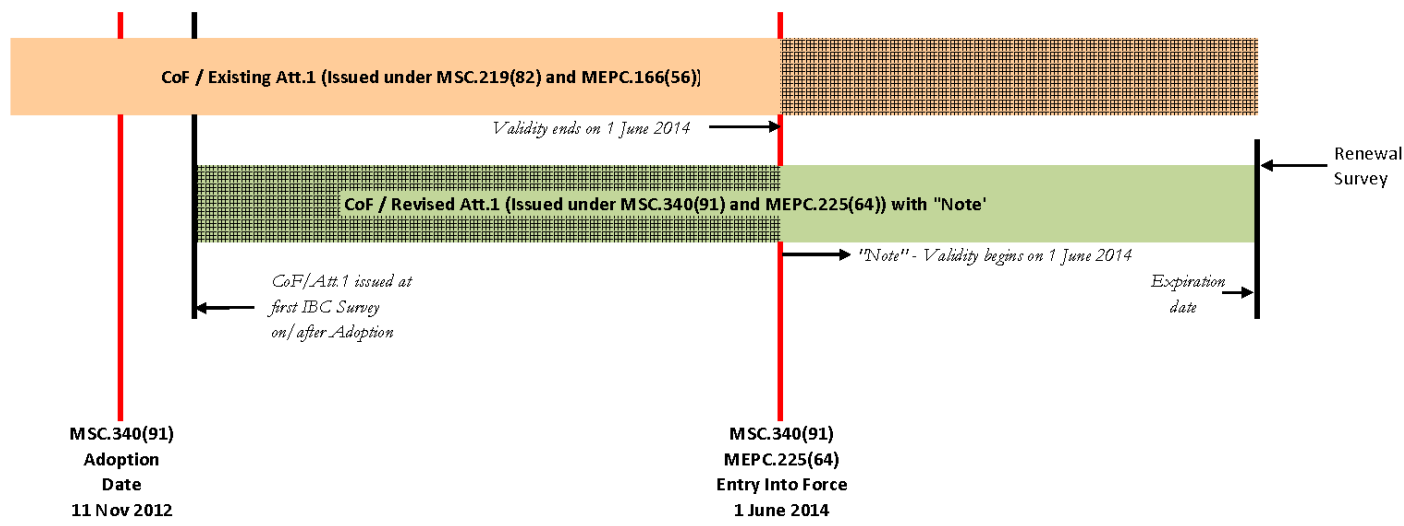 CoF / Existing Att.1 (Issued under MSC.219(82) and MEPC.166(56))
Validity ends on 1 June 2014
Renewal
Survey
CoF / Revised Att.1 (Issued under MSC.340(91) and MEPC.225(64)) with "Note'
"Note" - Validity begins on 1 June 2014
CoF/Att.1 issued at
first IBC Survey
on/after Adoption
Expiration
date
MSC.340(91)
Adoption
Date
11 Nov 2012
MSC.340(91)
MEPC.225(64)
Entry Into Force
1 June 2014